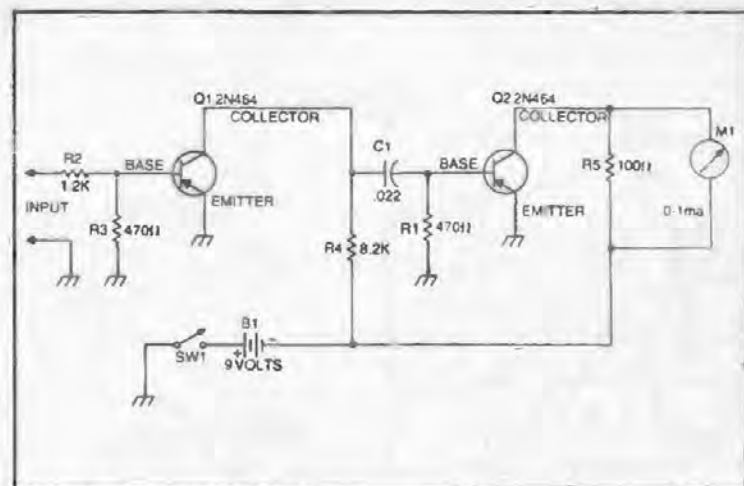 Q1 2N464
COLLECTOR
Q2 2N464
COLLECTOR
M1
C1
R2
BASE
BASE
R5
100Ω
1.2K
.022
INPUT
EMITTER
EMITTER
0-1ma
R3
470Ω
R4
8.2K
R1
470Ω
B1
SW1
+
9 VOLTS